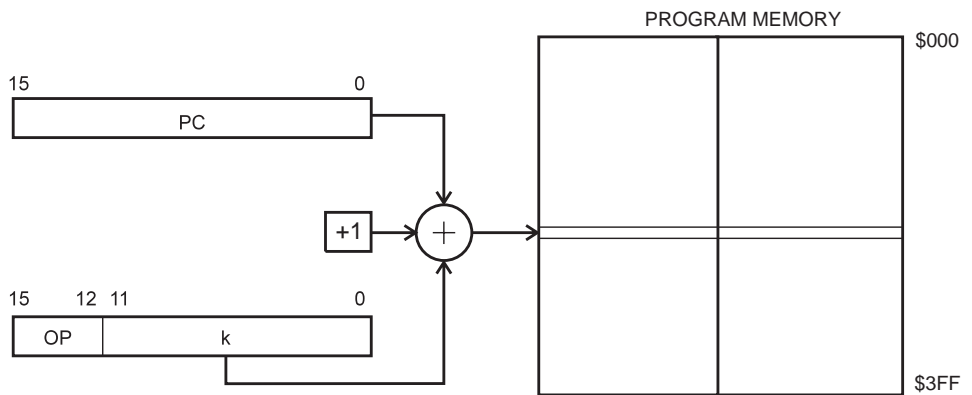 PROGRAM MEMORY
$000
15 0
PC
+1
+
15 12 11 0
OP k
$3FF